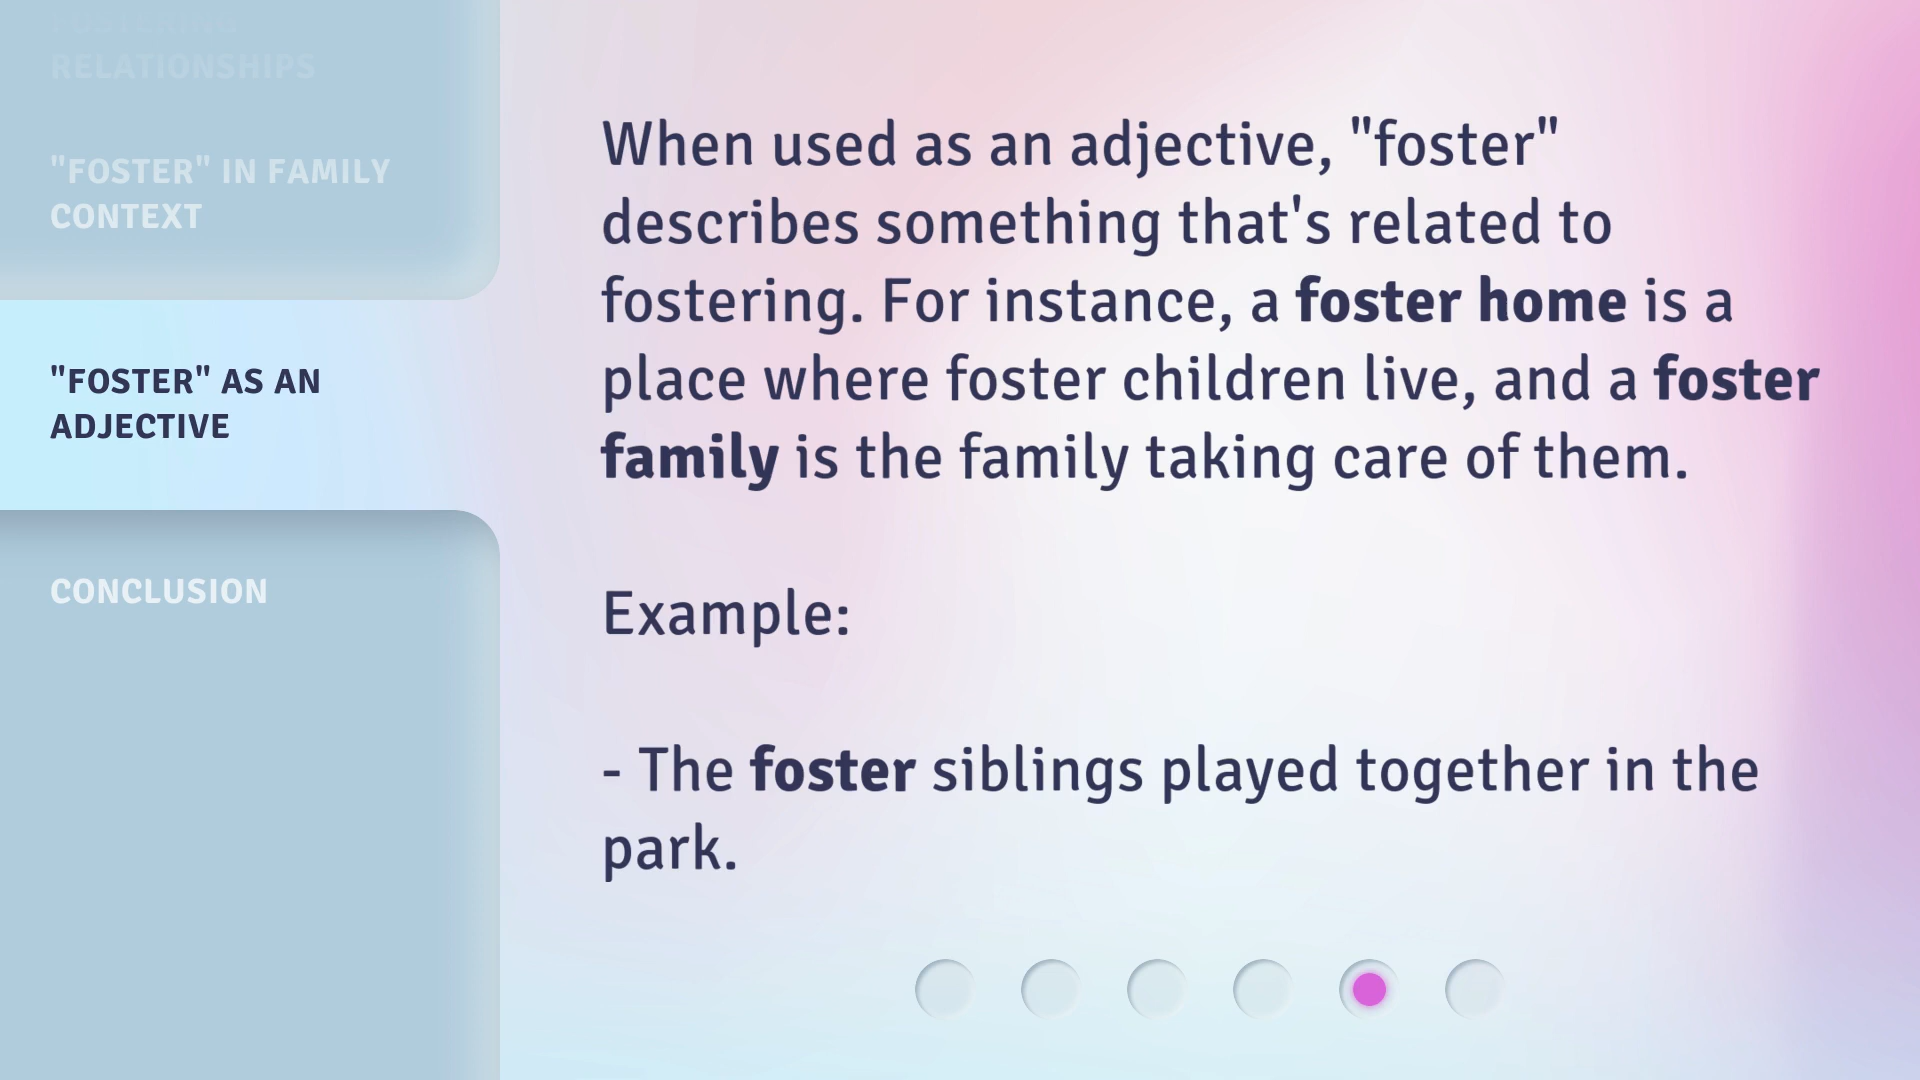 FOSTERING
RELATIONSHIPS
"FOSTER" IN FAMILY
CONTEXT
"FOSTER" AS AN
ADJECTIVE
CONCLUSION
When used as an adjective, "foster"
describes something that's related to
fostering. For instance, a foster home is a
place where foster children live, and a foster
family is the family taking care of them.
Example:
- The foster siblings played together in the
park.